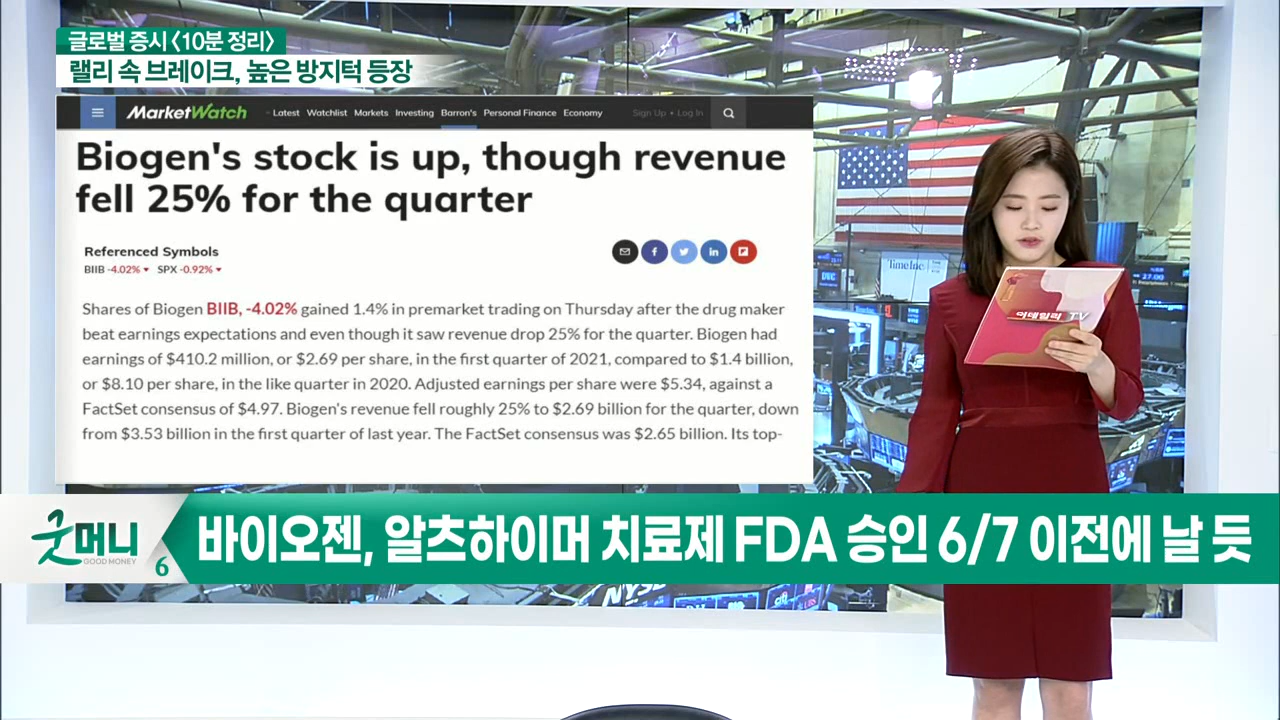 글로벌 증시 <10분 정리>
랠리 속 브레이크, 높은 방지턱 등장
MarketWatch
Latest Watchlist Markets Investing Barron's Personal Finance Economy
Sign Up • Log In
Biogen's stock is up, though revenue
fell 25% for the quarter
Referenced Symbols
BIIB -4.02% SPX -0.92%
Shares of Biogen BIIB, -4.02% gained 1.4% in premarket trading on Thursday after the drug maker
beat earnings expectations and even though it saw revenue drop 25% for the quarter. Biogen had
earnings of $410.2 million, or $2.69 per share, in the first quarter of 2021, compared to $1.4 billion,
or $8.10 per share, in the like quarter in 2020. Adjusted earnings per share were $5.34, against a
FactSet consensus of $4.97. Biogen's revenue fell roughly 25% to $2.69 billion for the quarter, down
from $3.53 billion in the first quarter of last year. The FactSet consensus was $2.65 billion. Its top-
TimeInc.
이데일리 TV
굿머니
GOOD MONEY
6
바이오젠, 알츠하이머 치료제 FDA 승인 6/7 이전에 날 듯
NYSE
citi